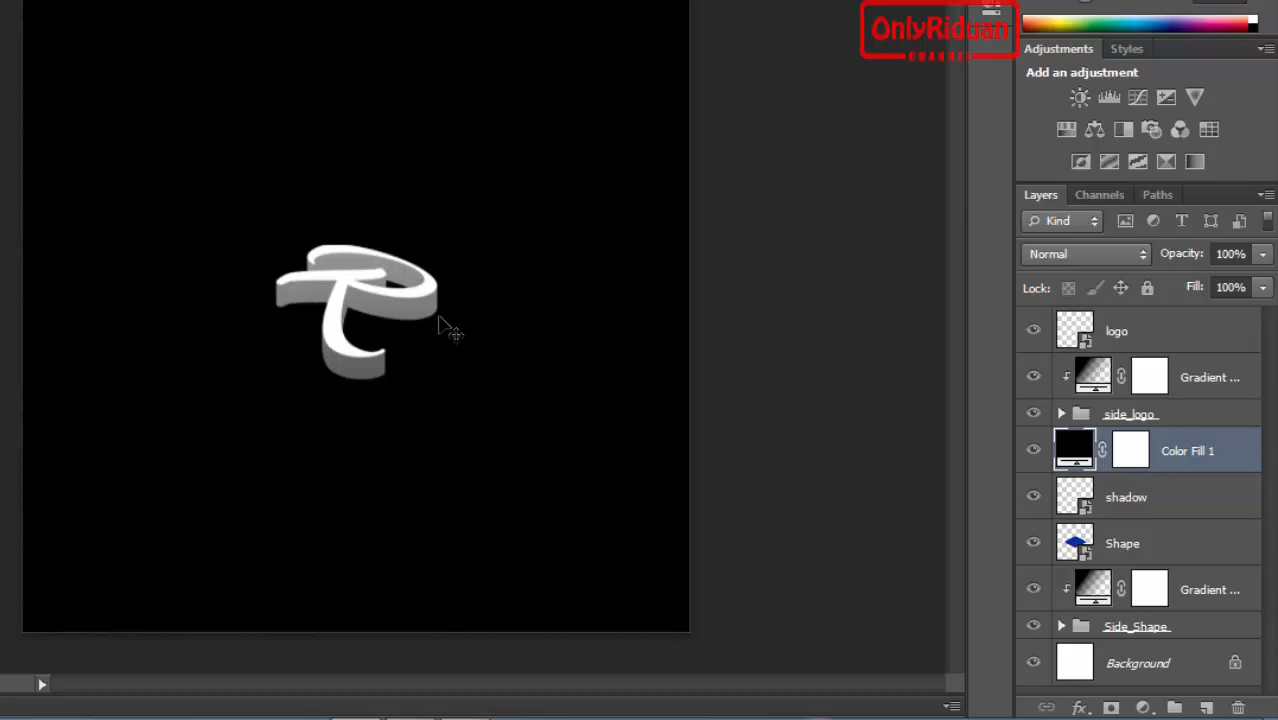 OnlyRiduan
CHANNEL
Adjustments Styles
Add an adjustment
Layers Channels Paths
Kind
Normal Opacity: 100%
Lock: Fill: 100%
logo
Gradient ...
side_logo
Color Fill 1
shadow
Shape
Gradient ...
Side_Shape
Background
R